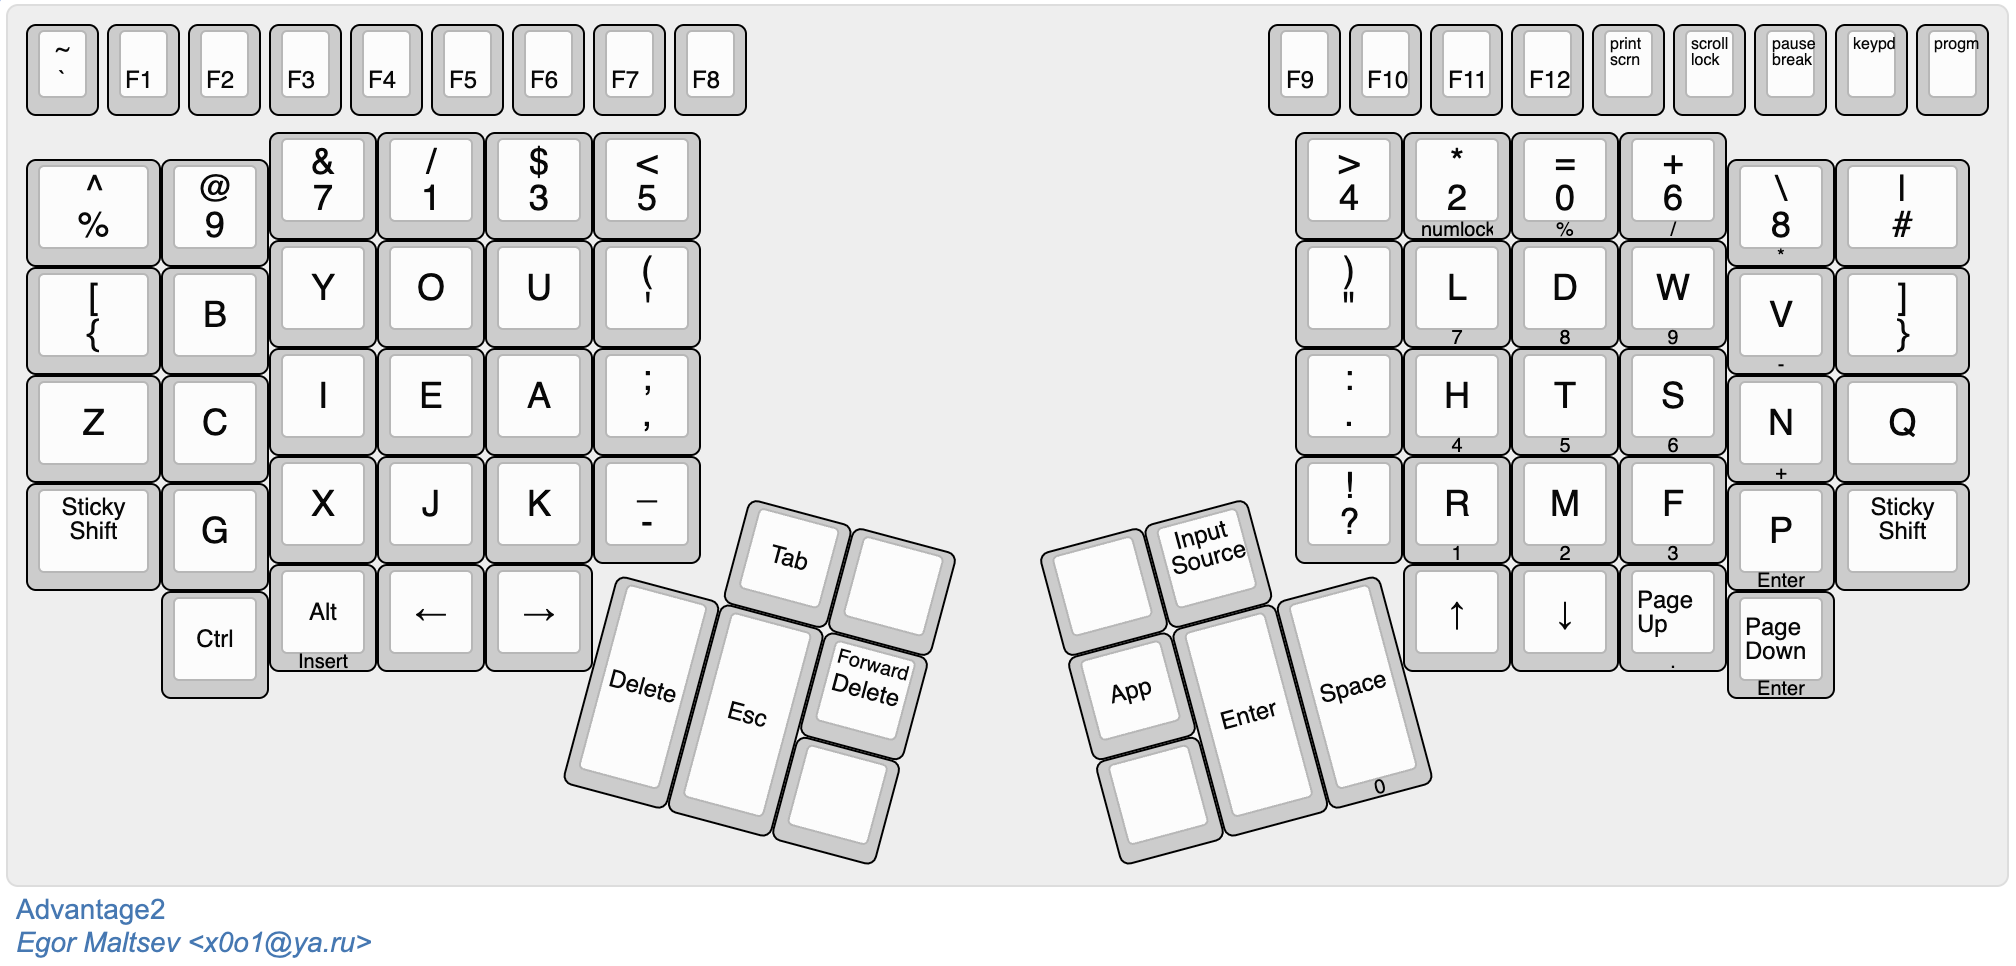 ~
`
F1 F2 F3 F4 F5 F6 F7 F8
F9 F10 F11 F12
print
scrn
scroll
lock
pause
break
keypd
progm
^
%
@
9
&
7
/
1
$
3
<
5
>
4
*
2
numlock
=
0
%
+
6
/
\
8
*
|
#
[
{
B
Y
O
U
(
'
)
"
L
7
D
8
W
9
V
-
]
}
Z
C
I
E
A
;
,
:
.
H
4
T
5
S
6
N
+
Q
Sticky
Shift
G
X
J
K
_
-
!
?
R
1
M
2
F
3
P
Enter
Sticky
Shift
Ctrl
Alt
Insert
←
→
↑
↓
Page
Up
.
Page
Down
Enter
Tab
Delete
Esc
Forward
Delete
Input
Source
App
Enter
Space
0
Advantage2
Egor Maltsev <x0o1@ya.ru>